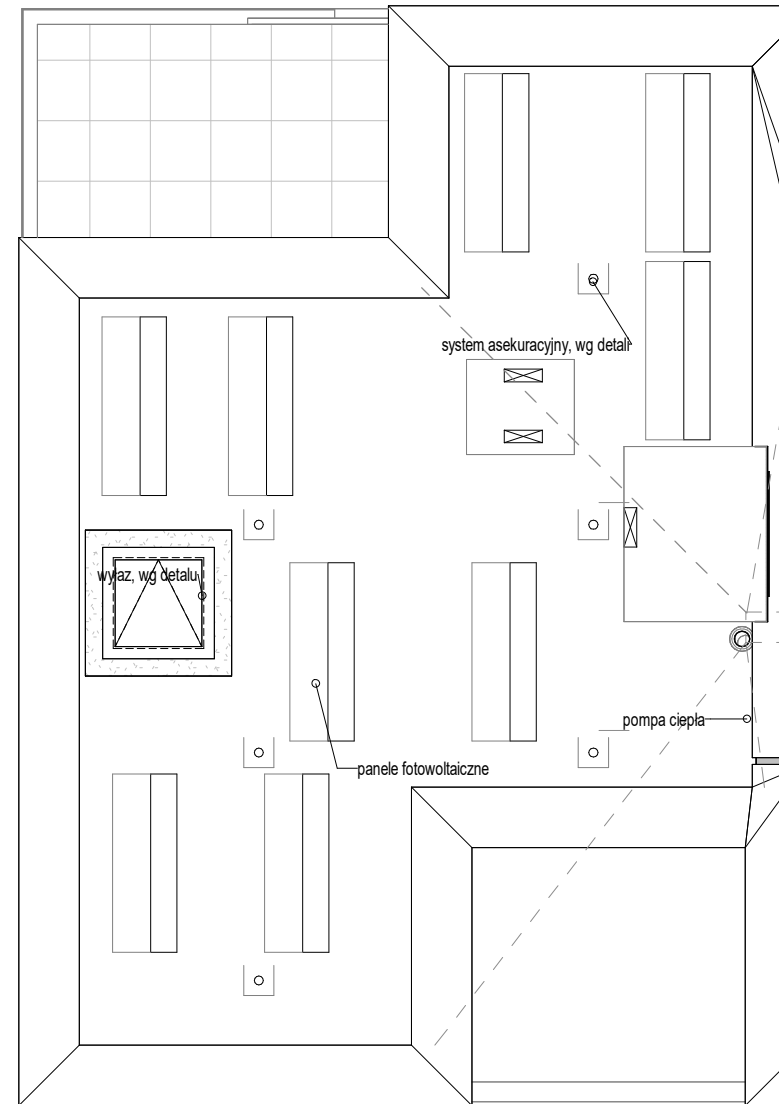 system asekuracyjny, wg detali
wyłaz, wg detalu
pompa ciepła
panele fotowoltaiczne